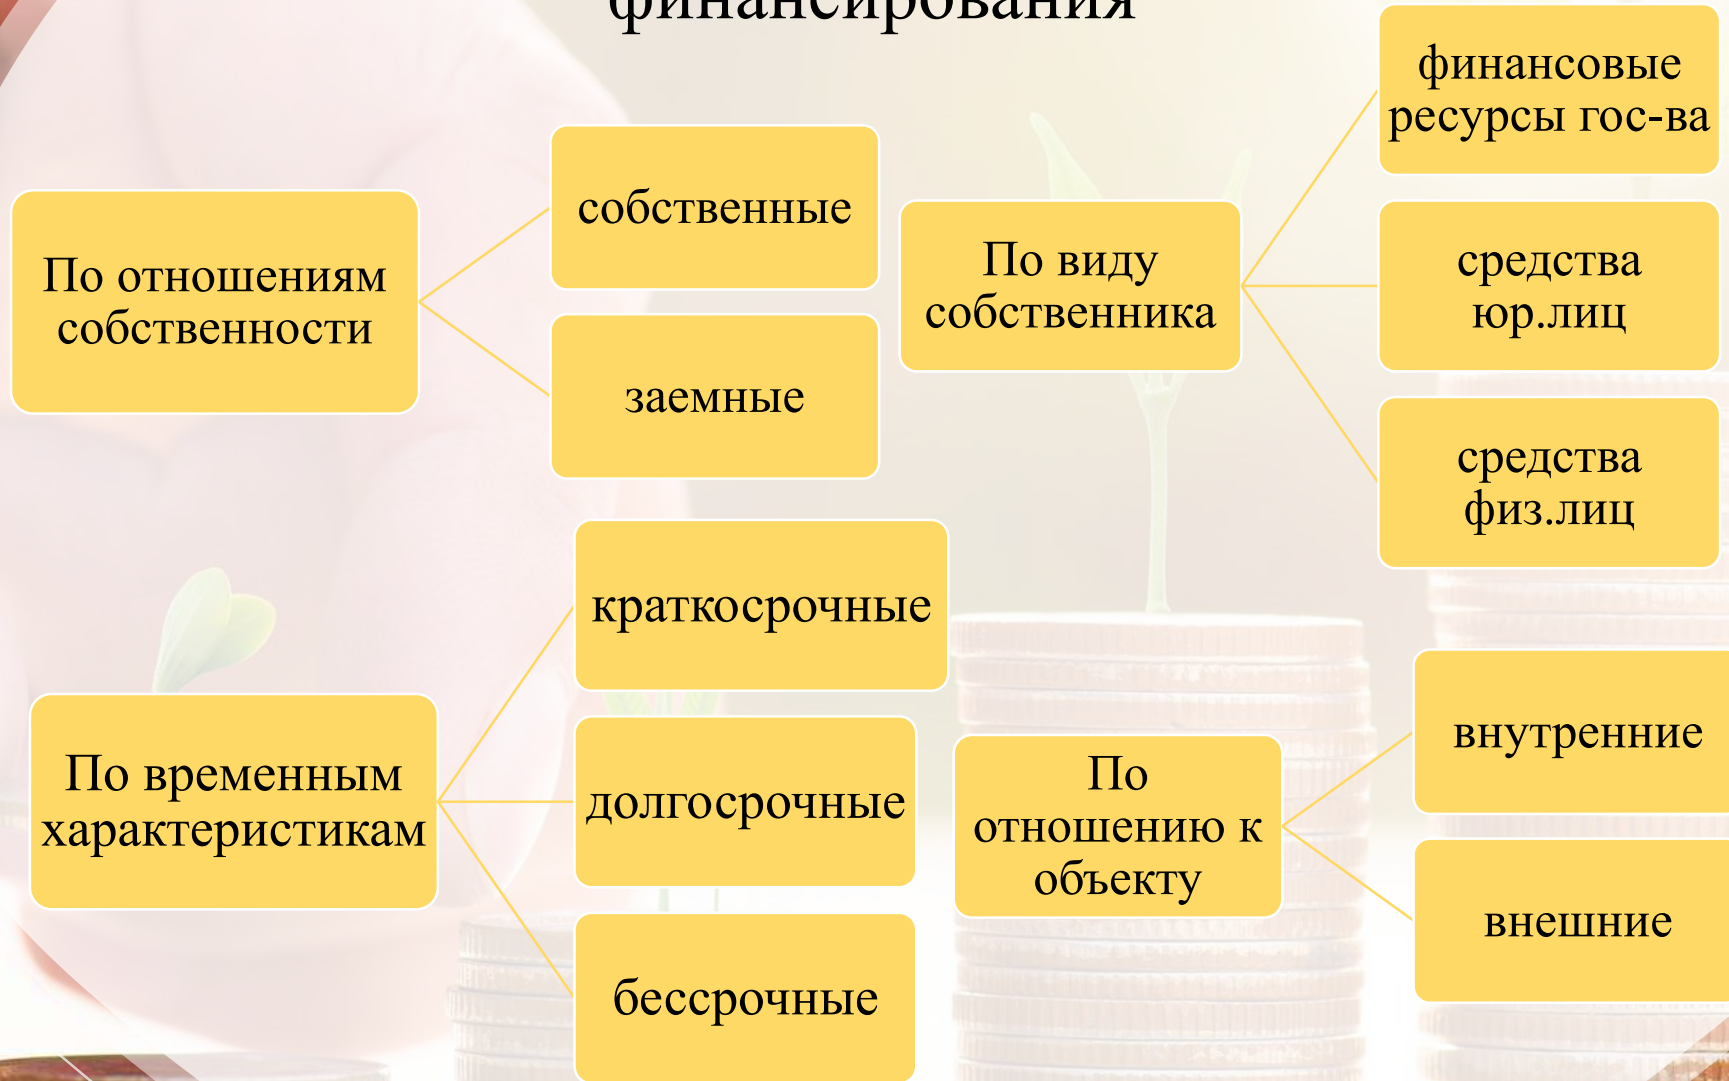 финансирования
По отношениям
собственности
собственные
заемные
По виду
собственника
финансовые
ресурсы гос-ва
средства
юр.лиц
средства
физ.лиц
По временным
характеристикам
краткосрочные
долгосрочные
бессрочные
По
отношению к
объекту
внутренние
внешние